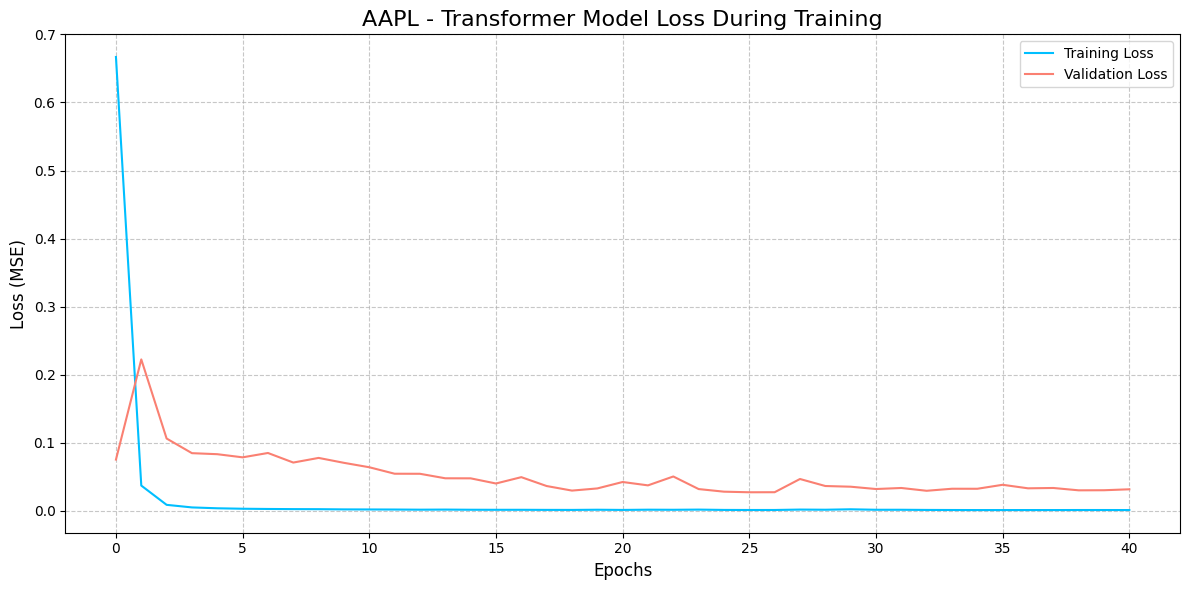 AAPL - Transformer Model Loss During Training
Training Loss
Validation Loss
Loss (MSE)
0.7
0.6
0.5
0.4
0.3
0.2
0.1
0.0
0 5 10 15 20 25 30 35 40
Epochs